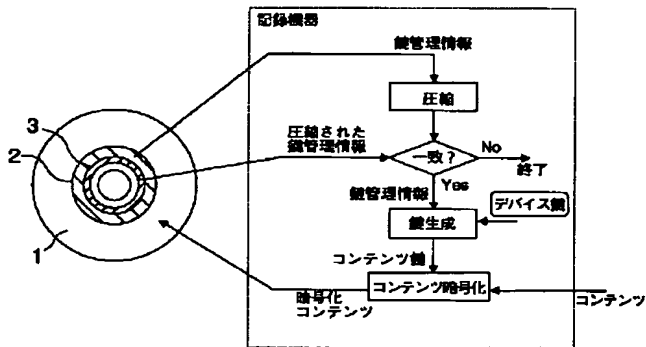 記録機器
鍵管理情報
圧縮
圧縮された
鍵管理情報
一致?
No
終了
Yes
鍵管理情報
デバイス鍵
鍵生成
コンテンツ鍵
コンテンツ暗号化
コンテンツ
暗号化
コンテンツ
3
2
1